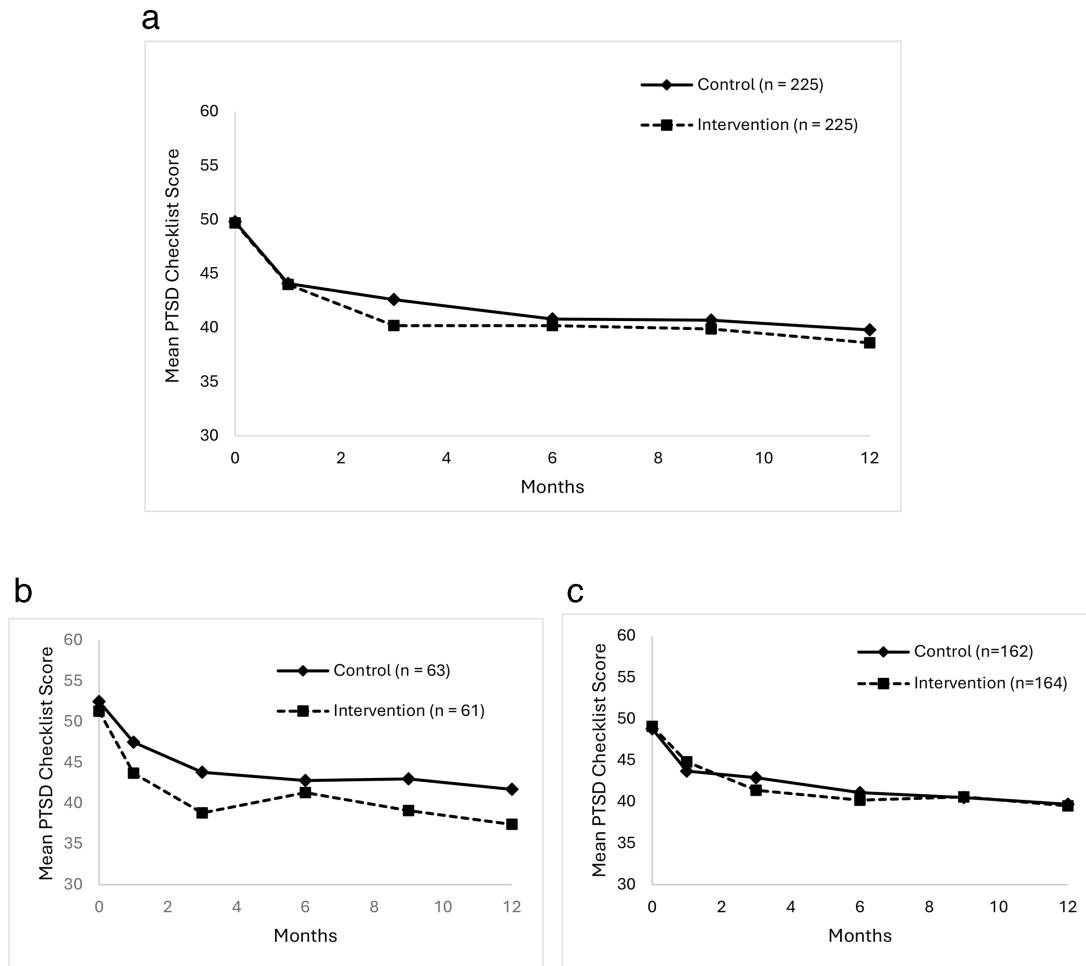 a
Control (n = 225)
Intervention (n = 225)
Mean PTSD Checklist Score
60
55
50
45
40
35
30
0 2 4 6 8 10 12
Months
b
Control (n = 63)
Intervention (n = 61)
Mean PTSD Checklist Score
60
55
50
45
40
35
30
0 2 4 6 8 10 12
Months
c
Control (n=162)
Intervention (n=164)
Mean PTSD Checklist Score
60
55
50
45
40
35
30
0 2 4 6 8 10 12
Months